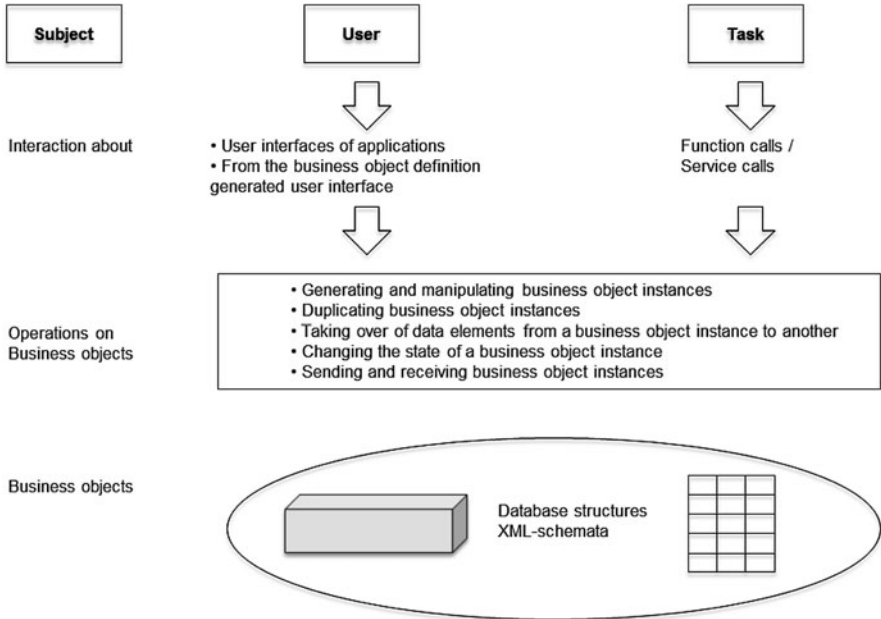 Subject
User
Task
Interaction about
• User interfaces of applications
• From the business object definition
generated user interface
Function calls /
Service calls
Operations on
Business objects
• Generating and manipulating business object instances
• Duplicating business object instances
• Taking over of data elements from a business object instance to another
• Changing the state of a business object instance
• Sending and receiving business object instances
Business objects
Database structures
XML-schemata